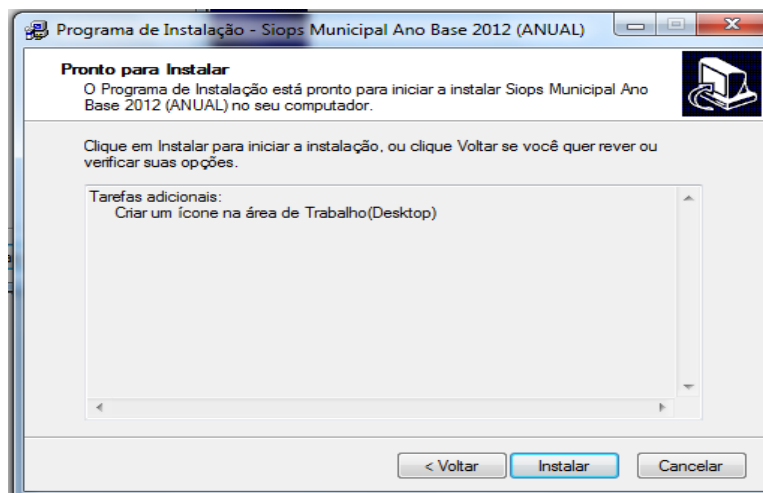 Programa de Instalação - Siops Municipal Ano Base 2012 (ANUAL)
Pronto para Instalar
O Programa de Instalação está pronto para iniciar a instalar Siops Municipal Ano
Base 2012 (ANUAL) no seu computador.
Clique em Instalar para iniciar a instalação, ou clique Voltar se você quer rever ou
verificar suas opções.
Tarefas adicionais:
Criar um ícone na área de Trabalho(Desktop)
< Voltar
Instalar
Cancelar